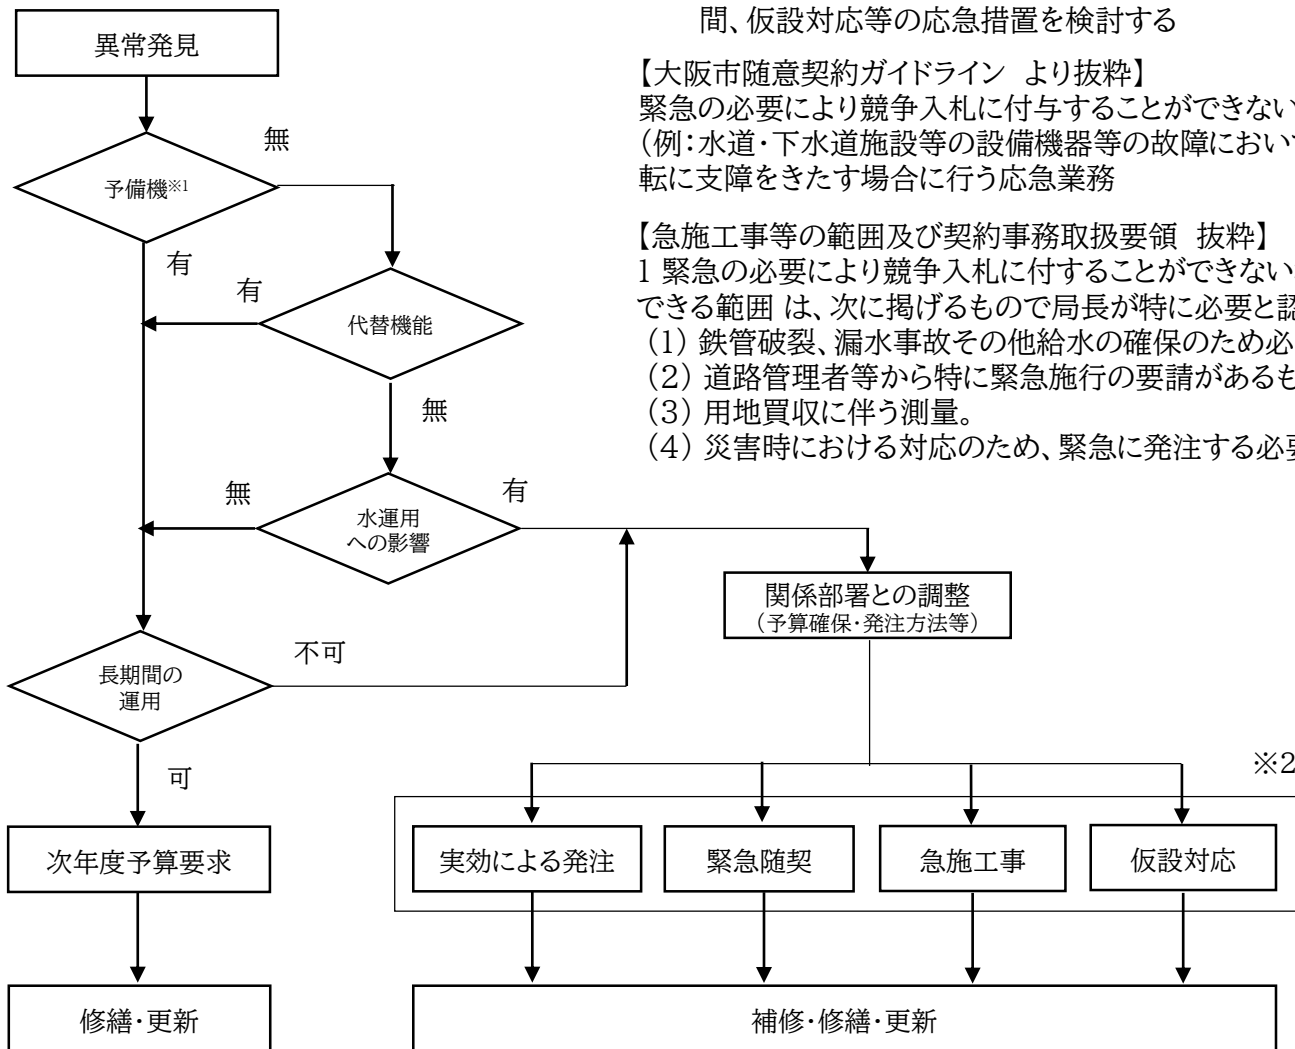 間、仮設対応等の応急措置を検討する
異常発見
【大阪市随意契約ガイドライン より抜粋】
緊急の必要により競争入札に付与することができない
(例:水道・下水道施設等の設備機器等の故障におい
転に支障をきたす場合に行う応急業務
無
予備機※1
【急施工事等の範囲及び契約事務取扱要領 抜粋】
1 緊急の必要により競争入札に付することができない
できる範囲 は、次に掲げるもので局長が特に必要と認
(1) 鉄管破裂、漏水事故その他給水の確保のため必
(2) 道路管理者等から特に緊急施行の要請があるも
(3) 用地買収に伴う測量。
(4) 災害時における対応のため、緊急に発注する必要
有
有
代替機能
無
無
有
水運用
への影響
関係部署との調整
(予算確保・発注方法等)
不可
長期間の
運用
可
※2
次年度予算要求
実効による発注
緊急随契
急施工事
仮設対応
修繕・更新
補修・修繕・更新